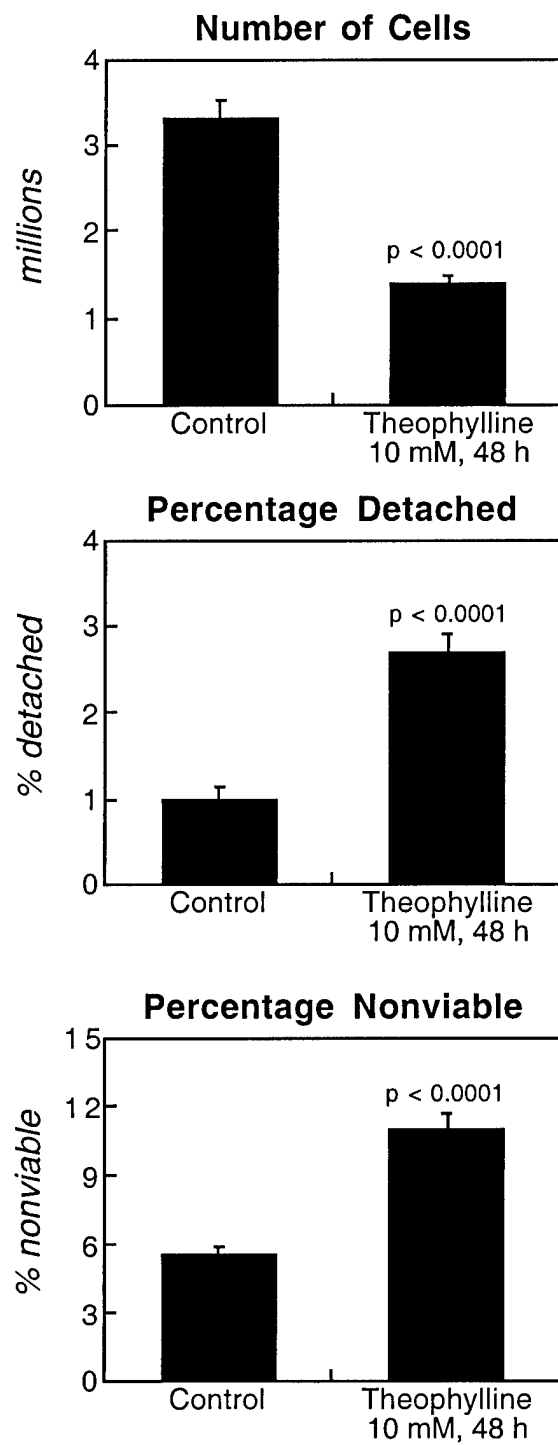 Number of Cells
4
3
2
1
0
millions
p < 0.0001
Control
Theophylline
10 mM, 48 h
Percentage Detached
4
3
2
1
0
% detached
p < 0.0001
Control
Theophylline
10 mM, 48 h
Percentage Nonviable
15
12
9
6
3
0
% nonviable
p < 0.0001
Control
Theophylline
10 mM, 48 h